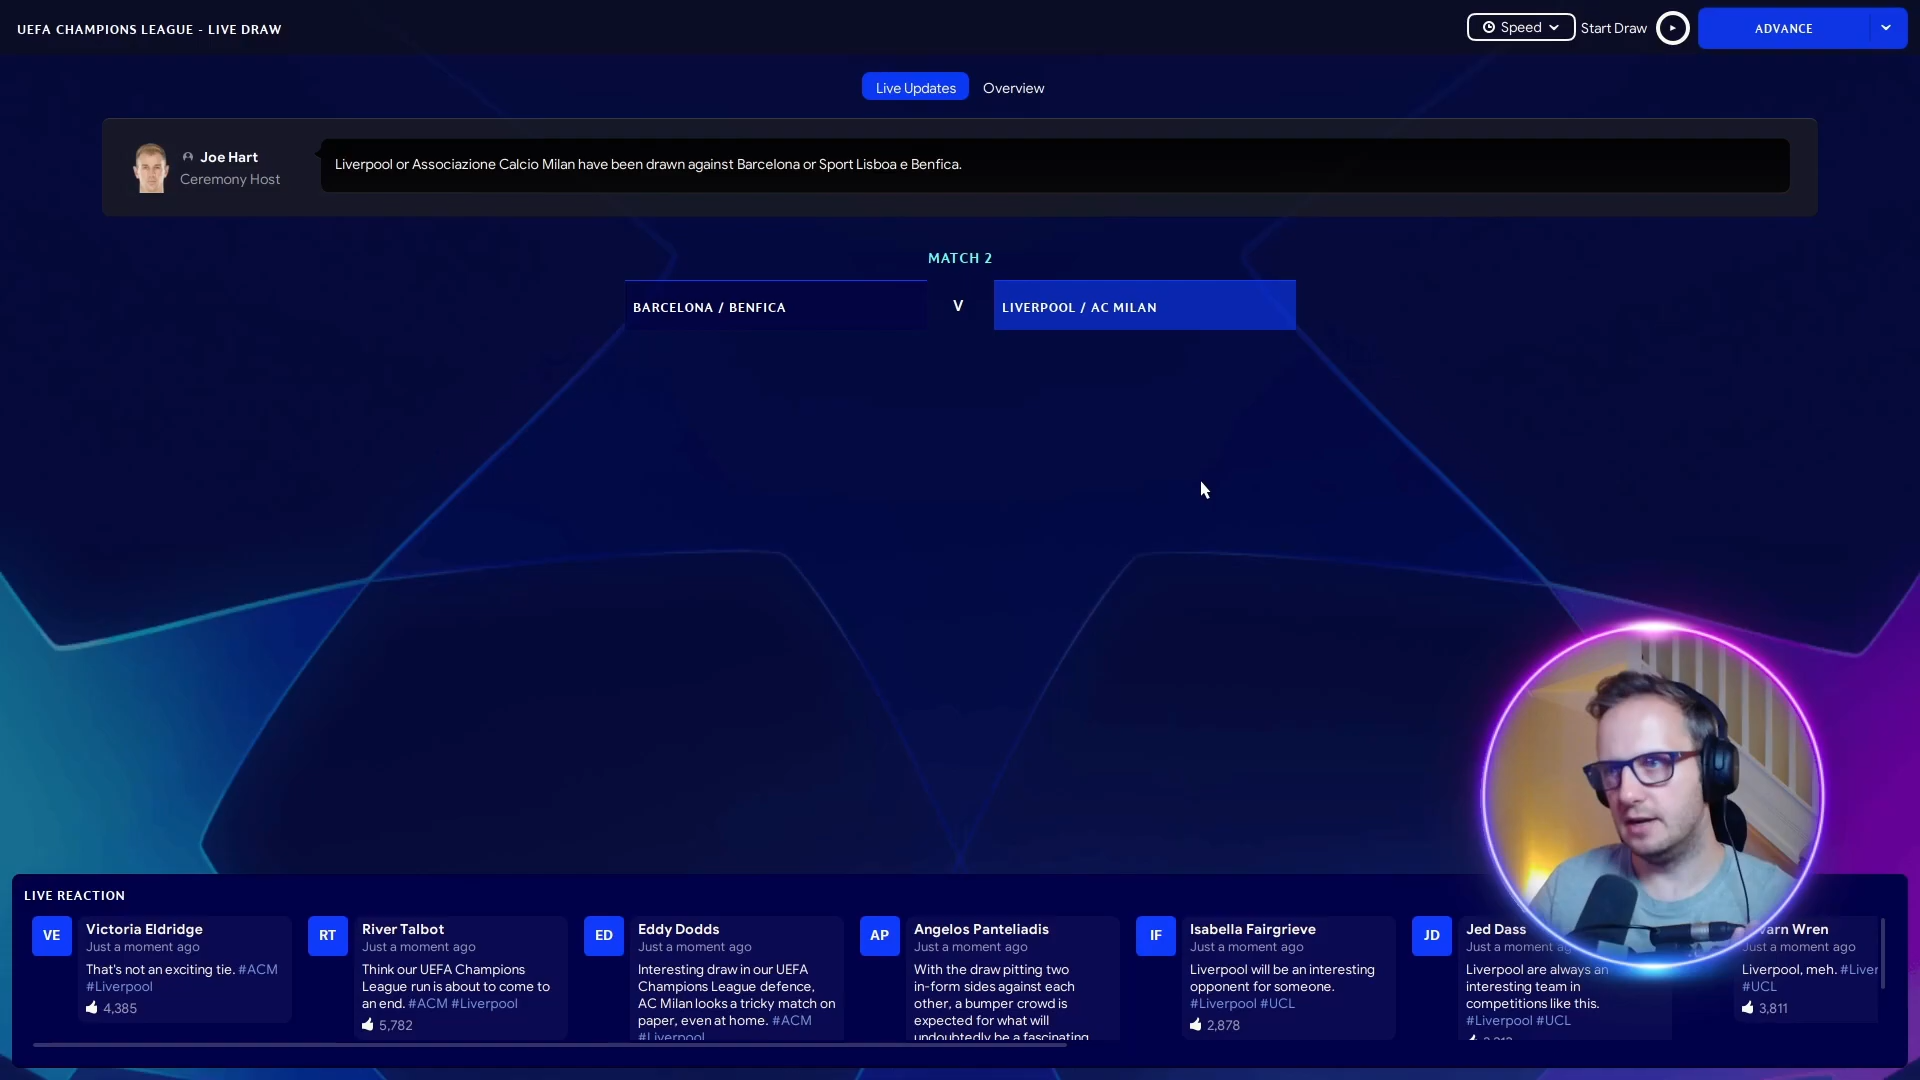 UEFA CHAMPIONS LEAGUE - LIVE DRAW
Speed
Start Draw
ADVANCE
Live Updates
Overview
Joe Hart
Ceremony Host
Liverpool or Associazione Calcio Milan have been drawn against Barcelona or Sport Lisboa e Benfica.
MATCH 2
BARCELONA / BENFICA
V
LIVERPOOL / AC MILAN
LIVE REACTION
VE
Victoria Eldridge
Just a moment ago
That's not an exciting tie. #ACM
#Liverpool
4,385
RT
River Talbot
Just a moment ago
Think our UEFA Champions
League run is about to come to
an end. #ACM #Liverpool
5,782
ED
Eddy Dodds
Just a moment ago
Interesting draw in our UEFA
Champions League defence,
AC Milan looks a tricky match on
paper, even at home. #ACM
#Liverpool
AP
Angelos Panteliadis
Just a moment ago
With the draw pitting two
in-form sides against each
other, a bumper crowd is
expected for what will
undoubtedly be a fascinating
IF
Isabella Fairgrieve
Just a moment ago
Liverpool will be an interesting
opponent for someone.
#Liverpool #UCL
2,878
JD
Jed Dass
Just a moment
Liverpool are always an
interesting team in
competitions like this.
#Liverpool #UCL
Wren
Just a moment ago
Liverpool, meh. #Liver
#UCL
3,811